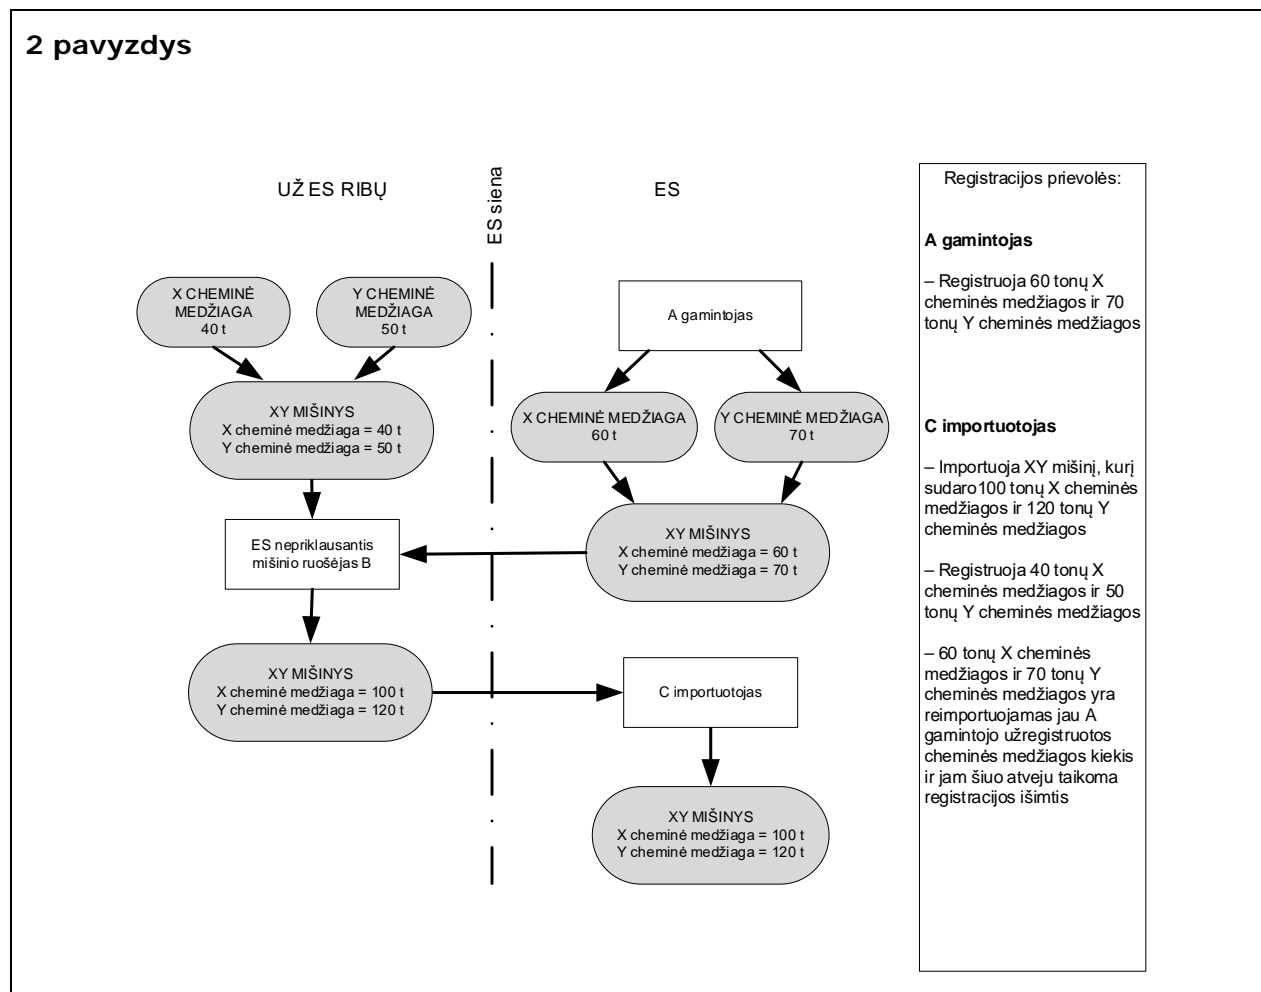 2 pavyzdys
UŽ ES RIBŲ
ES siena
ES
X CHEMINĖ
MEDŽIAGA
40 t
Y CHEMINĖ
MEDŽIAGA
50 t
A gamintojas
XY MIŠINYS
X cheminė medžiaga = 40 t
Y cheminė medžiaga = 50 t
X CHEMINĖ MEDŽIAGA
60 t
Y CHEMINĖ MEDŽIAGA
70 t
ES nepriklausantis
mišinio ruošėjas B
XY MIŠINYS
X cheminė medžiaga = 60 t
Y cheminė medžiaga = 70 t
XY MIŠINYS
X cheminė medžiaga = 100 t
Y cheminė medžiaga = 120 t
C importuotojas
XY MIŠINYS
X cheminė medžiaga = 100 t
Y cheminė medžiaga = 120 t
Registracijos prievolės:
A gamintojas
– Registruoja 60 tonų X
cheminės medžiagos ir 70
tonų Y cheminės medžiagos
C importuotojas
– Importuoja XY mišinį, kurį
sudaro100 tonų X cheminės
medžiagos ir 120 tonų Y
cheminės medžiagos
– Registruoja 40 tonų X
cheminės medžiagos ir 50
tonų Y cheminės medžiagos
– 60 tonų X cheminės
medžiagos ir 70 tonų Y
cheminės medžiagos yra
reimportuojamas jau A
gamintojo užregistruotos
cheminės medžiagos kiekis
ir jam šiuo atveju taikoma
registracijos išimtis